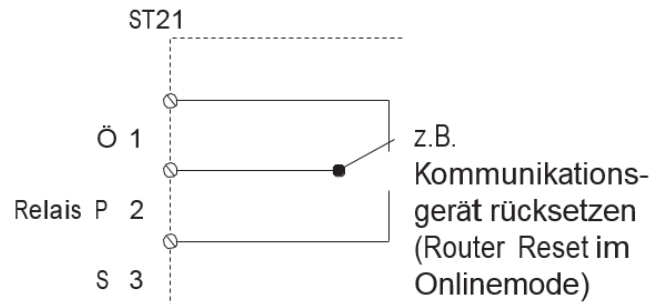 ST21
Ö 1
Relais P 2
S 3
z.B.
Kommunikations-
gerät rücksetzen
(Router Reset im
Onlinemode)